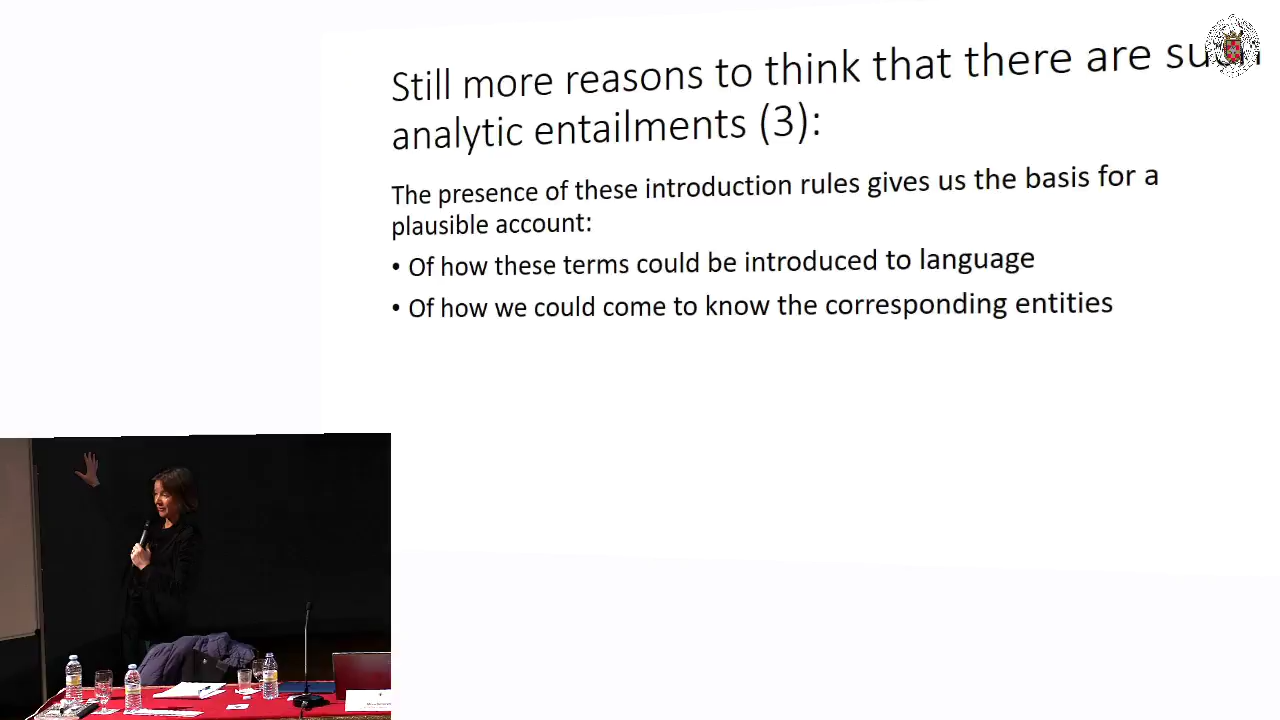 Still more reasons to think that there are such
analytic entailments (3):
The presence of these introduction rules gives us the basis for a
plausible account:
• Of how these terms could be introduced to language
• Of how we could come to know the corresponding entities